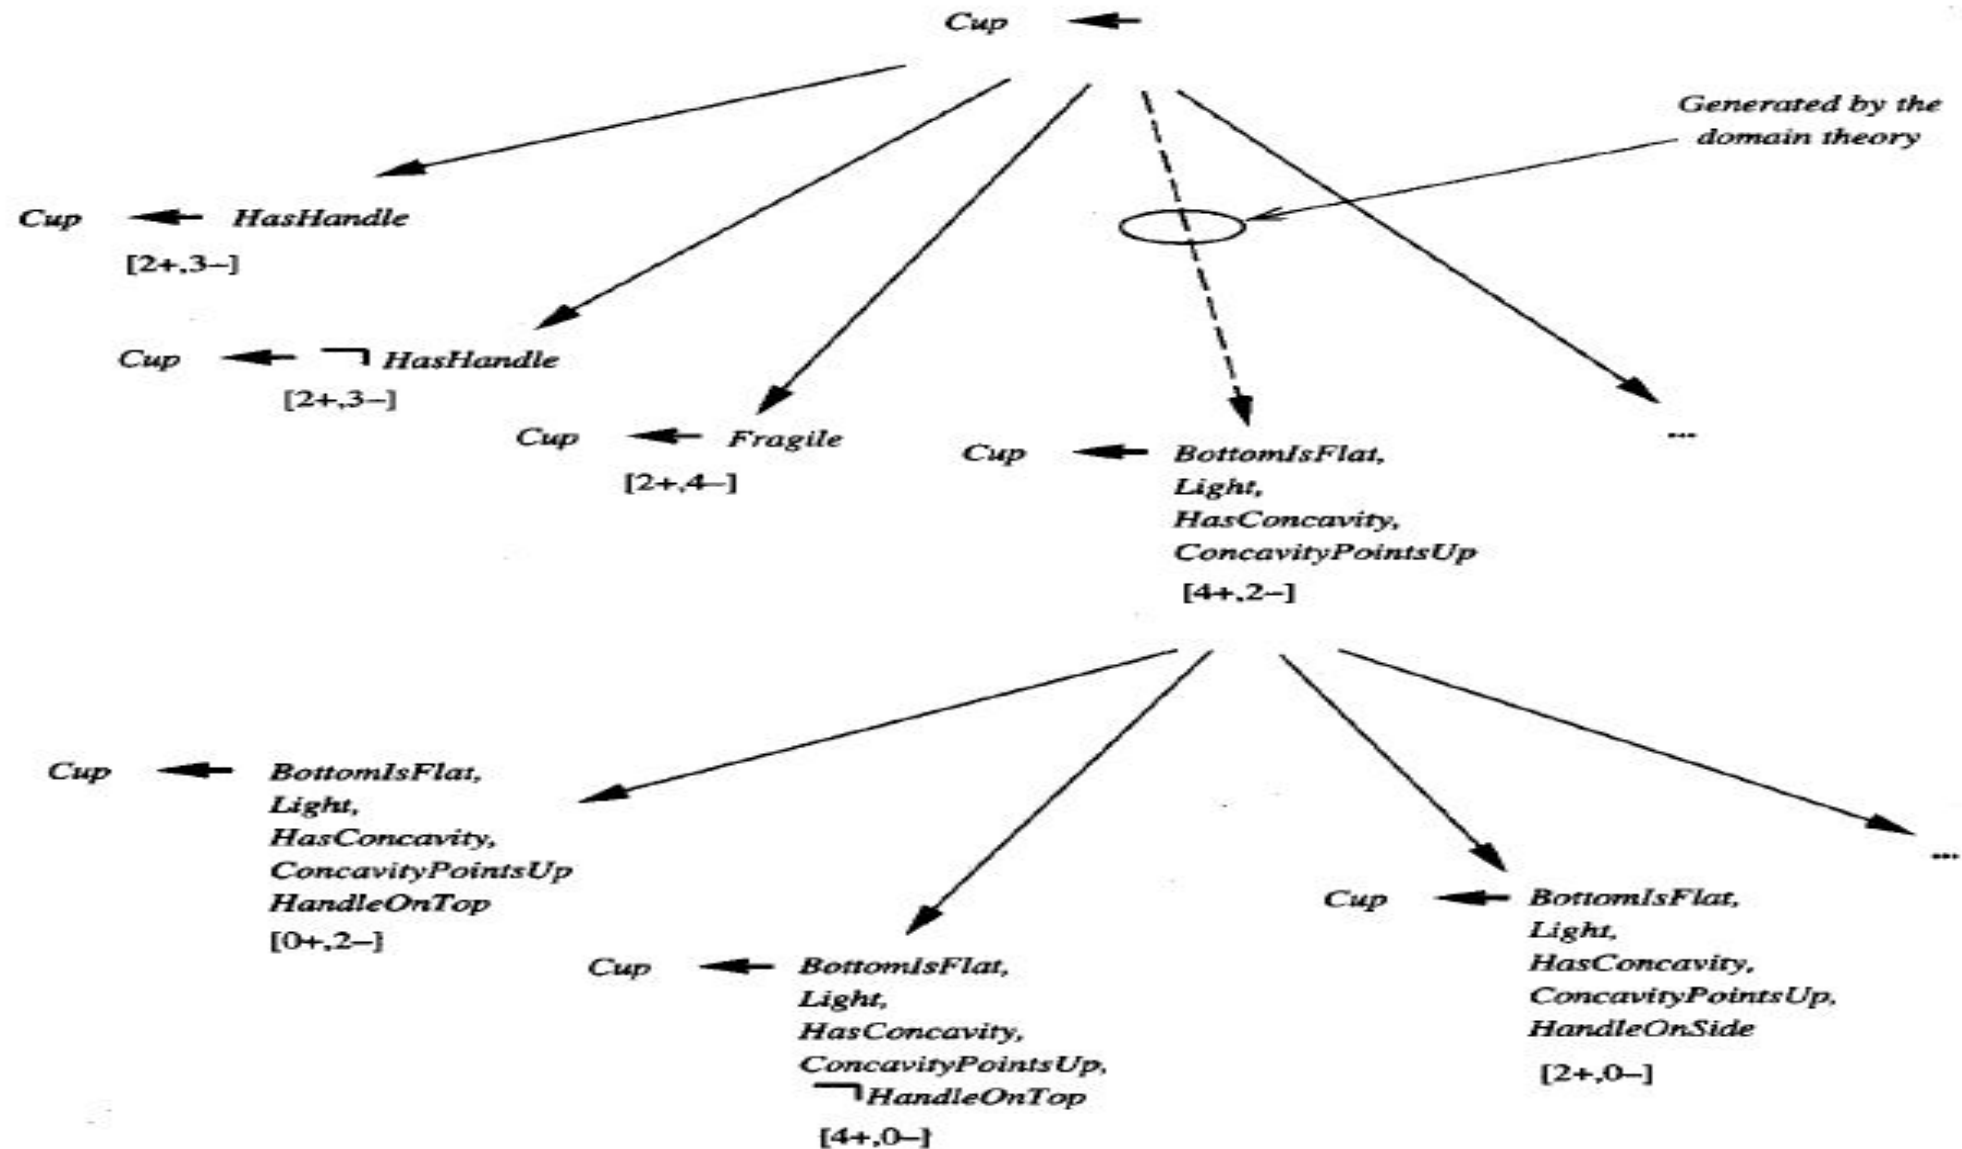 Cup ←
Generated by the
domain theory
Cup ← HasHandle
[2+,3–]
Cup ← ¬ HasHandle
[2+,3–]
Cup ← Fragile
[2+,4–]
Cup ← BottomIsFlat,
Light,
HasConcavity,
ConcavityPointsUp
[4+,2–]
...
Cup ← BottomIsFlat,
Light,
HasConcavity,
ConcavityPointsUp
HandleOnTop
[0+,2–]
Cup ← BottomIsFlat,
Light,
HasConcavity,
ConcavityPointsUp,
¬HandleOnTop
[4+,0–]
Cup ← BottomIsFlat,
Light,
HasConcavity,
ConcavityPointsUp,
HandleOnSide
[2+,0–]
...